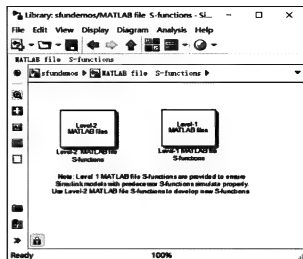 Library: sfundemos/MATLAB file S-functions - Si...
File Edit View Display Diagram Analysis Help
MATLAB file S-functions
sfundemos MATLAB file S-functions
Level-2
MATLAB files
Level-2 MATLAB file
S-functions
Level-1
MATLAB files
Level-1 MATLAB file
S-functions
Note: Level 1 MATLAB file S-functions are provided to ensure
Simulink models with predecessor S-functions simulate properly.
Use Level-2 MATLAB file S-functions to develop new S-functions
Ready 100%